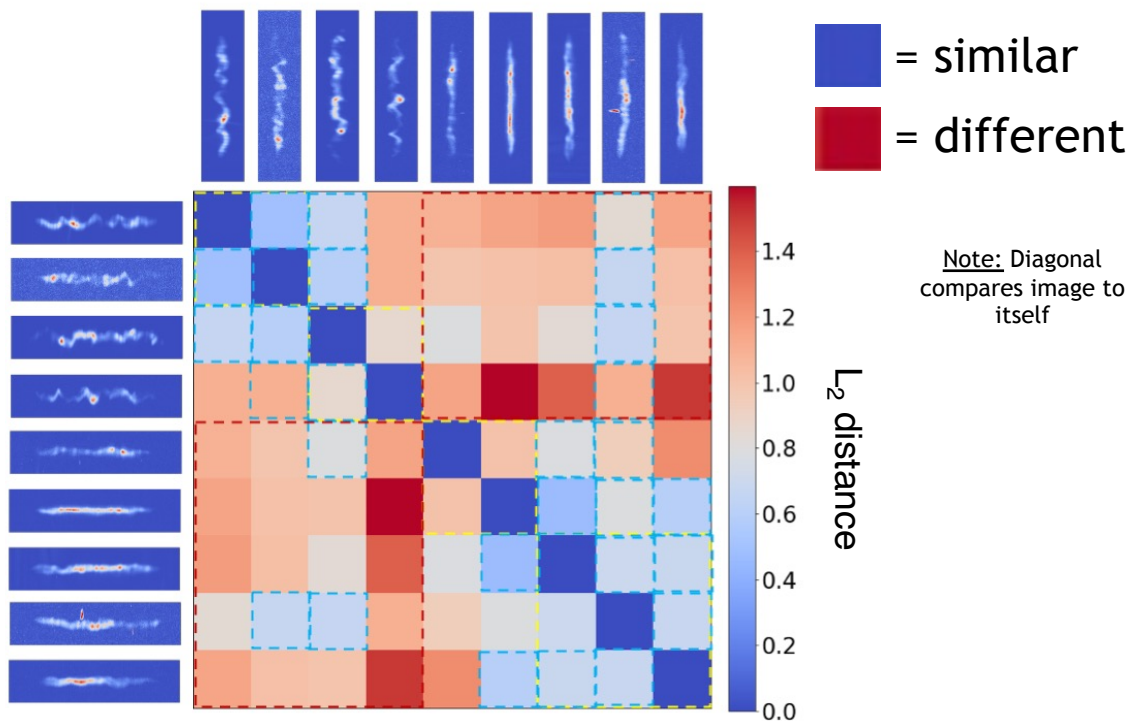 = similar
= different
Note: Diagonal
compares image to
itself
1.4
1.2
1.0
0.8
0.6
0.4
0.2
0.0
L₂ distance